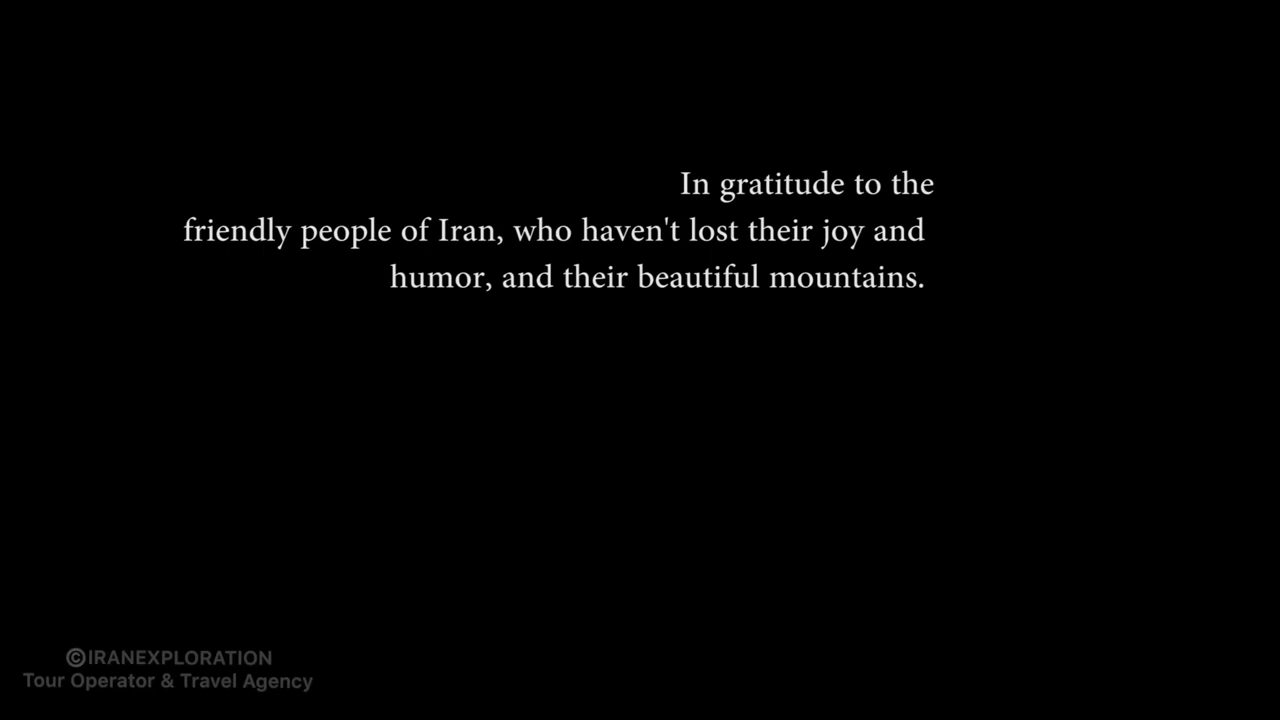 In gratitude to the
friendly people of Iran, who haven't lost their joy and
humor, and their beautiful mountains.
©IRANEXPLORATION
Tour Operator & Travel Agency